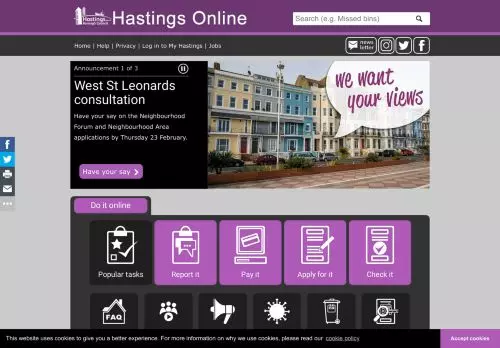 Hastings
Borough Council
Hastings Online
Search (e.g. Missed bins)
Home | Help | Privacy | Log in to My Hastings | Jobs
news
letter
Announcement 1 of 3
West St Leonards
consultation
Have your say on the Neighbourhood
Forum and Neighbourhood Area
applications by Thursday 23 February.
Have your say
we want
your views
Do it online
Popular tasks
Report it
Pay it
Apply for it
Check it
FAQ
This website uses cookies to give you a better experience. For more information on why we use cookies, please read our cookie policy
Accept cookies